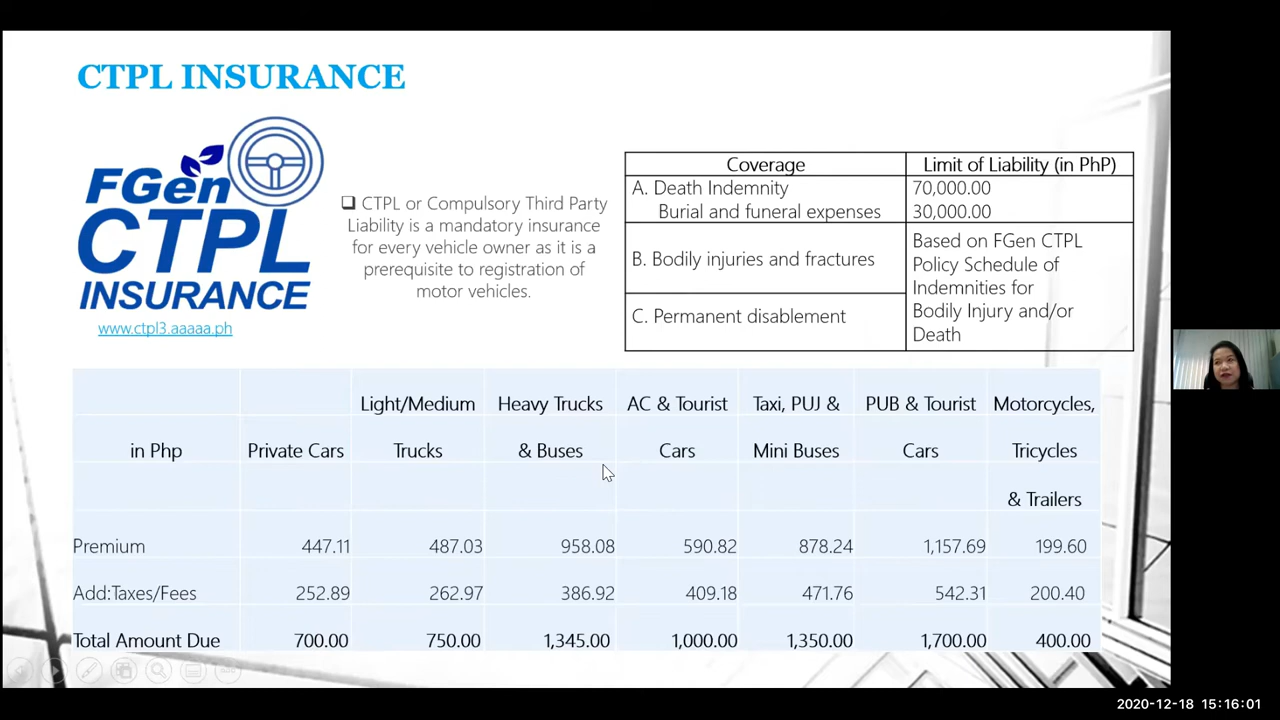 CTPL INSURANCE
FGen
CTPL
INSURANCE
www.ctpl3.aaaaa.ph
❑ CTPL or Compulsory Third Party
Liability is a mandatory insurance
for every vehicle owner as it is a
prerequisite to registration of
motor vehicles.
Coverage Limit of Liability (in PhP)
A. Death Indemnity 70,000.00
Burial and funeral expenses 30,000.00
B. Bodily injuries and fractures
C. Permanent disablement
Based on FGen CTPL
Policy Schedule of
Indemnities for
Bodily Injury and/or
Death
Light/Medium Heavy Trucks AC & Tourist Taxi, PUJ & PUB & Tourist Motorcycles,
in Php Private Cars Trucks & Buses Cars Mini Buses Cars Tricycles
& Trailers
Premium 447.11 487.03 958.08 590.82 878.24 1,157.69 199.60
Add:Taxes/Fees 252.89 262.97 386.92 409.18 471.76 542.31 200.40
Total Amount Due 700.00 750.00 1,345.00 1,000.00 1,350.00 1,700.00 400.00
2020-12-18 15:16:01